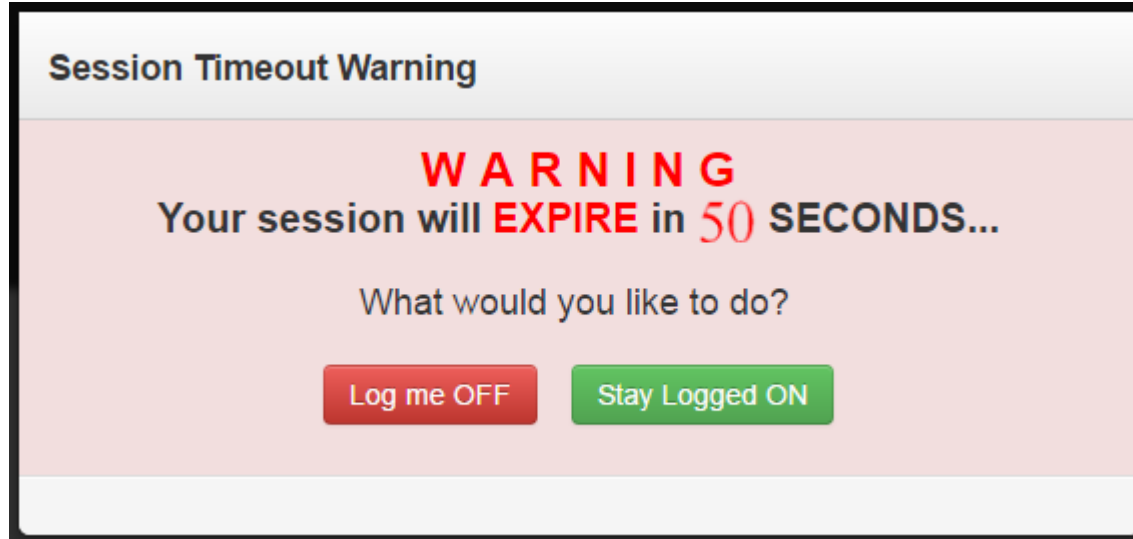 Session Timeout Warning
W A R N I N G
Your session will EXPIRE in 50 SECONDS...
What would you like to do?
Log me OFF Stay Logged ON